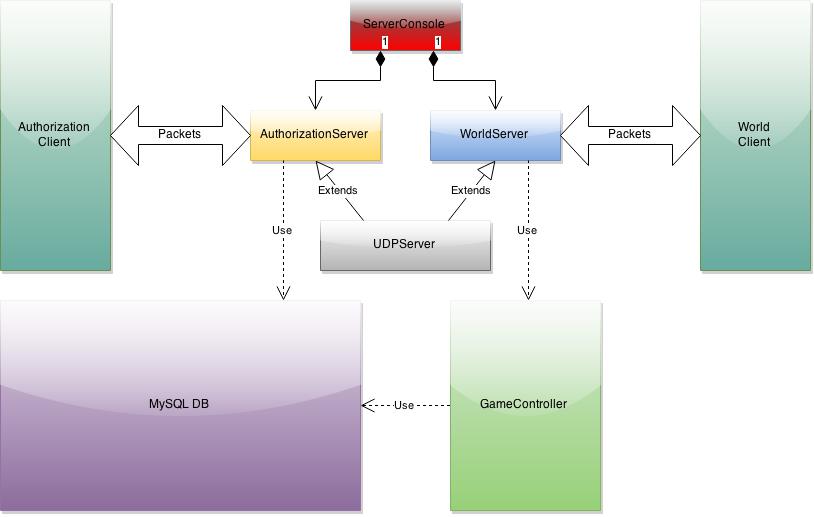 ServerConsole
1 1
Authorization
Client
Packets
AuthorizationServer
WorldServer
Packets
World
Client
Extends
Extends
Use
UDPServer
Use
MySQL DB
Use
GameController